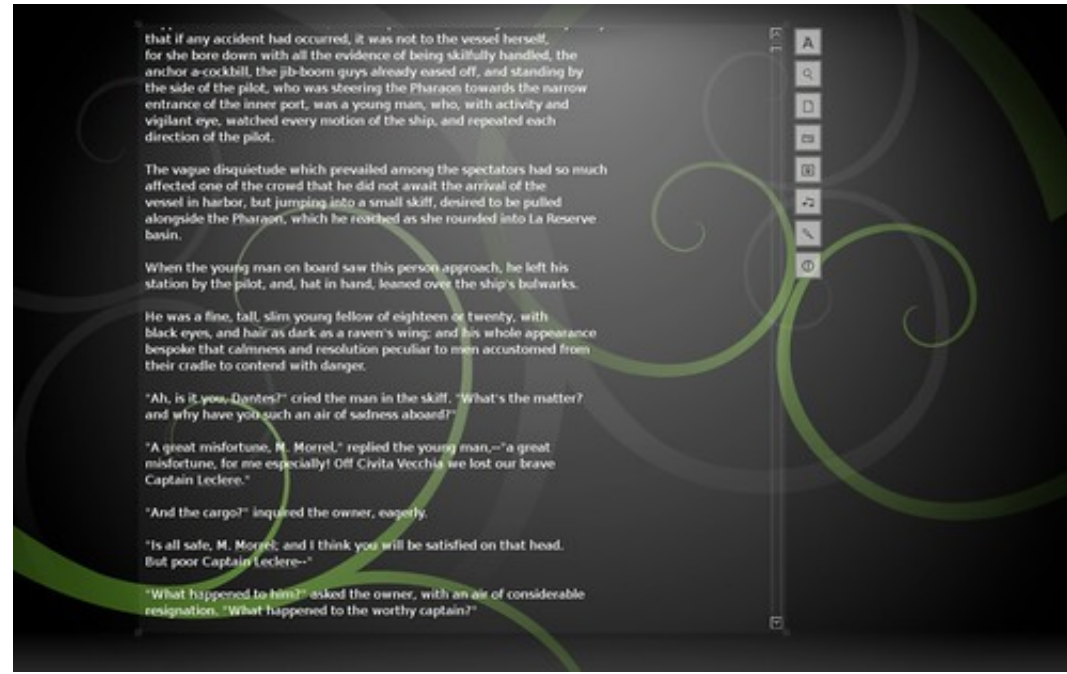 that if any accident had occurred, it was not to the vessel herself,
for she bore down with all the evidence of being skilfully handled, the
anchor a-cockbill, the jib-boom guys already eased off, and standing by
the side of the pilot, who was steering the Pharaon towards the narrow
entrance of the inner port, was a young man, who, with activity and
vigilant eye, watched every motion of the ship, and repeated each
direction of the pilot.
The vague disquietude which prevailed among the spectators had so much
affected one of the crowd that he did not await the arrival of the
vessel in harbor, but jumping into a small skiff, desired to be pulled
alongside the Pharaon, which he reached as she rounded into La Reserve
basin.
When the young man on board saw this person approach, he left his
station by the pilot, and, hat in hand, leaned over the ship's bulwarks.
He was a fine, tall, slim young fellow of eighteen or twenty, with
black eyes, and hair as dark as a raven's wing; and his whole appearance
bespoke that calmness and resolution peculiar to men accustomed from
their cradle to contend with danger.
"Ah, is it you, Dantes?" cried the man in the skiff. "What's the matter?
and why have you such an air of sadness aboard?"
"A great misfortune, M. Morrel," replied the young man,--"a great
misfortune, for me especially! Off Civita Vecchia we lost our brave
Captain Leclere."
"And the cargo?" inquired the owner, eagerly.
"Is all safe, M. Morrel; and I think you will be satisfied on that head.
But poor Captain Leclere--"
"What happened to him?" asked the owner, with an air of considerable
resignation. "What happened to the worthy captain?"
A